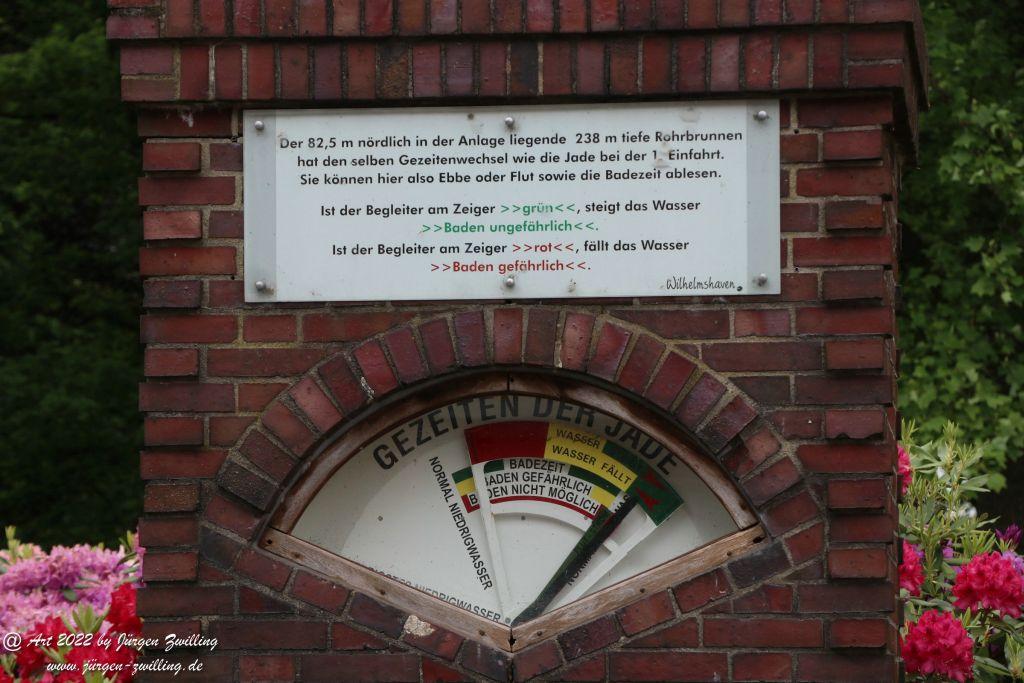 Der 82,5 m nördlich in der Anlage liegende 238 m tiefe Rohrbrunnen
hat den selben Gezeitenwechsel wie die Jade bei der 1. Einfahrt.
Sie können hier also Ebbe oder Flut sowie die Badezeit ablesen.
Ist der Begleiter am Zeiger >>grün<<, steigt das Wasser
>>Baden ungefährlich<<.
Ist der Begleiter am Zeiger >>rot<<, fällt das Wasser
>>Baden gefährlich<<.
Wilhelmshaven
GEZEITEN DER JADE
WASSER
WASSER FÄLLT
BADEZEIT
BADEN GEFÄHRLICH
DEN NICHT MÖGLICH
NORMAL NIEDRIGWASSER
NIEDRIGWASSER
NORM
@ Art 2022 by Jürgen Zwilling
www.jürgen-zwilling.de